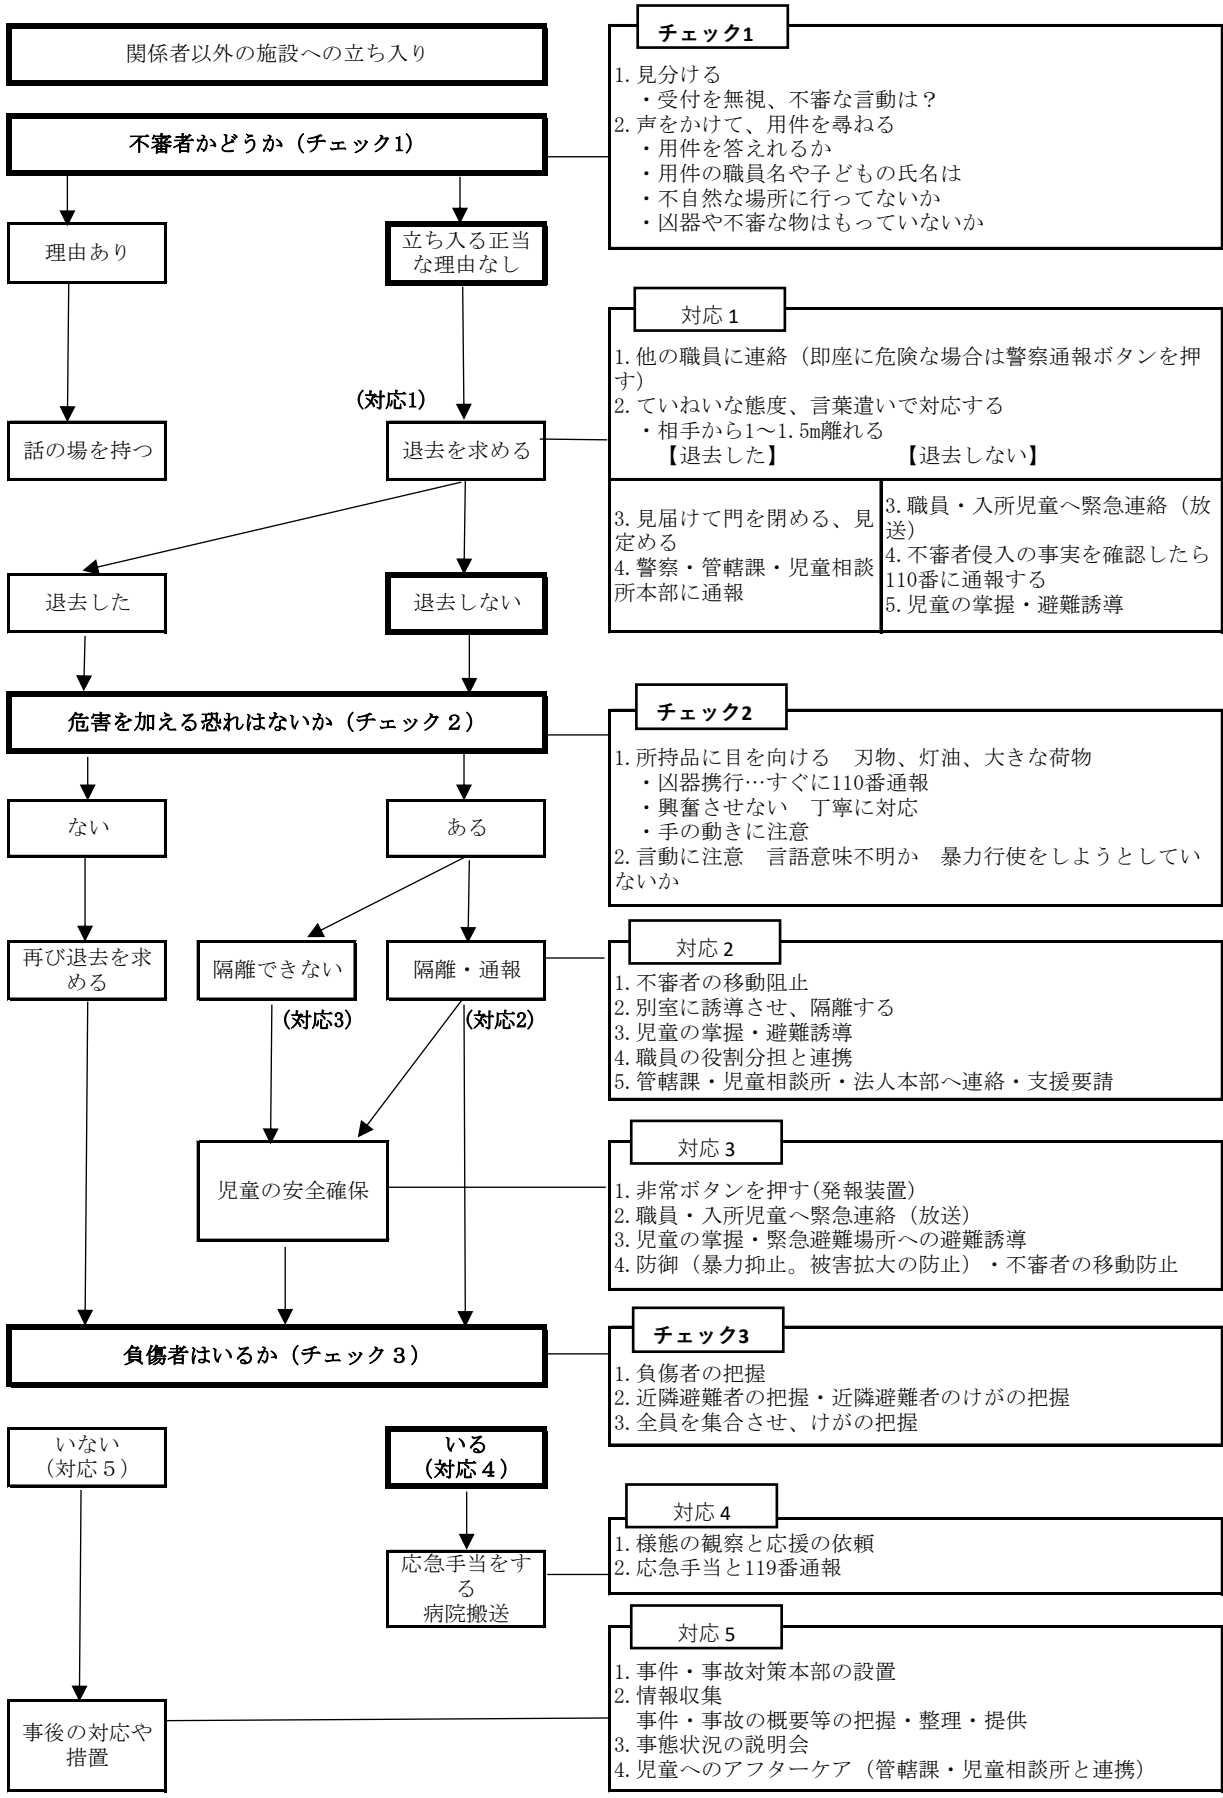 関係者以外の施設への立ち入り
不審者かどうか（チェック1）
理由あり
立ち入る正当
な理由なし
(対応1)
話の場を持つ
退去を求める
退去した
退去しない
危害を加える恐れはないか（チェック２）
ない
ある
再び退去を求
める
隔離できない
隔離・通報
(対応3)
(対応2)
児童の安全確保
負傷者はいるか（チェック３）
いない
（対応５）
いる
（対応４）
応急手当をす
る
病院搬送
事後の対応や
措置
チェック1
1.見分ける
・受付を無視、不審な言動は？
2.声をかけて、用件を尋ねる
・用件を答えれるか
・用件の職員名や子どもの氏名は
・不自然な場所に行ってないか
・凶器や不審な物はもっていないか
対応 1
1.他の職員に連絡（即座に危険な場合は警察通報ボタンを押
す）
2.ていねいな態度、言葉遣いで対応する
・相手から1～1.5m離れる
【退去した】　【退去しない】
3.見届けて門を閉める、見
定める
4.警察・管轄課・児童相談
所本部に通報
3.職員・入所児童へ緊急連絡（放
送）
4.不審者侵入の事実を確認したら
110番に通報する
5.児童の掌握・避難誘導
チェック2
1.所持品に目を向ける　刃物、灯油、大きな荷物
・凶器携行…すぐに110番通報
・興奮させない　丁寧に対応
・手の動きに注意
2.言動に注意　言語意味不明か　暴力行使をしようとしてい
ないか
対応 2
1.不審者の移動阻止
2.別室に誘導させ、隔離する
3.児童の掌握・避難誘導
4.職員の役割分担と連携
5.管轄課・児童相談所・法人本部へ連絡・支援要請
対応 3
1.非常ボタンを押す(発報装置)
2.職員・入所児童へ緊急連絡（放送）
3.児童の掌握・緊急避難場所への避難誘導
4.防御（暴力抑止。被害拡大の防止）・不審者の移動防止
チェック3
1.負傷者の把握
2.近隣避難者の把握・近隣避難者のけがの把握
3.全員を集合させ、けがの把握
対応 4
1.様態の観察と応援の依頼
2.応急手当と119番通報
対応 5
1.事件・事故対策本部の設置
2.情報収集
事件・事故の概要等の把握・整理・提供
3.事態状況の説明会
4.児童へのアフターケア（管轄課・児童相談所と連携）